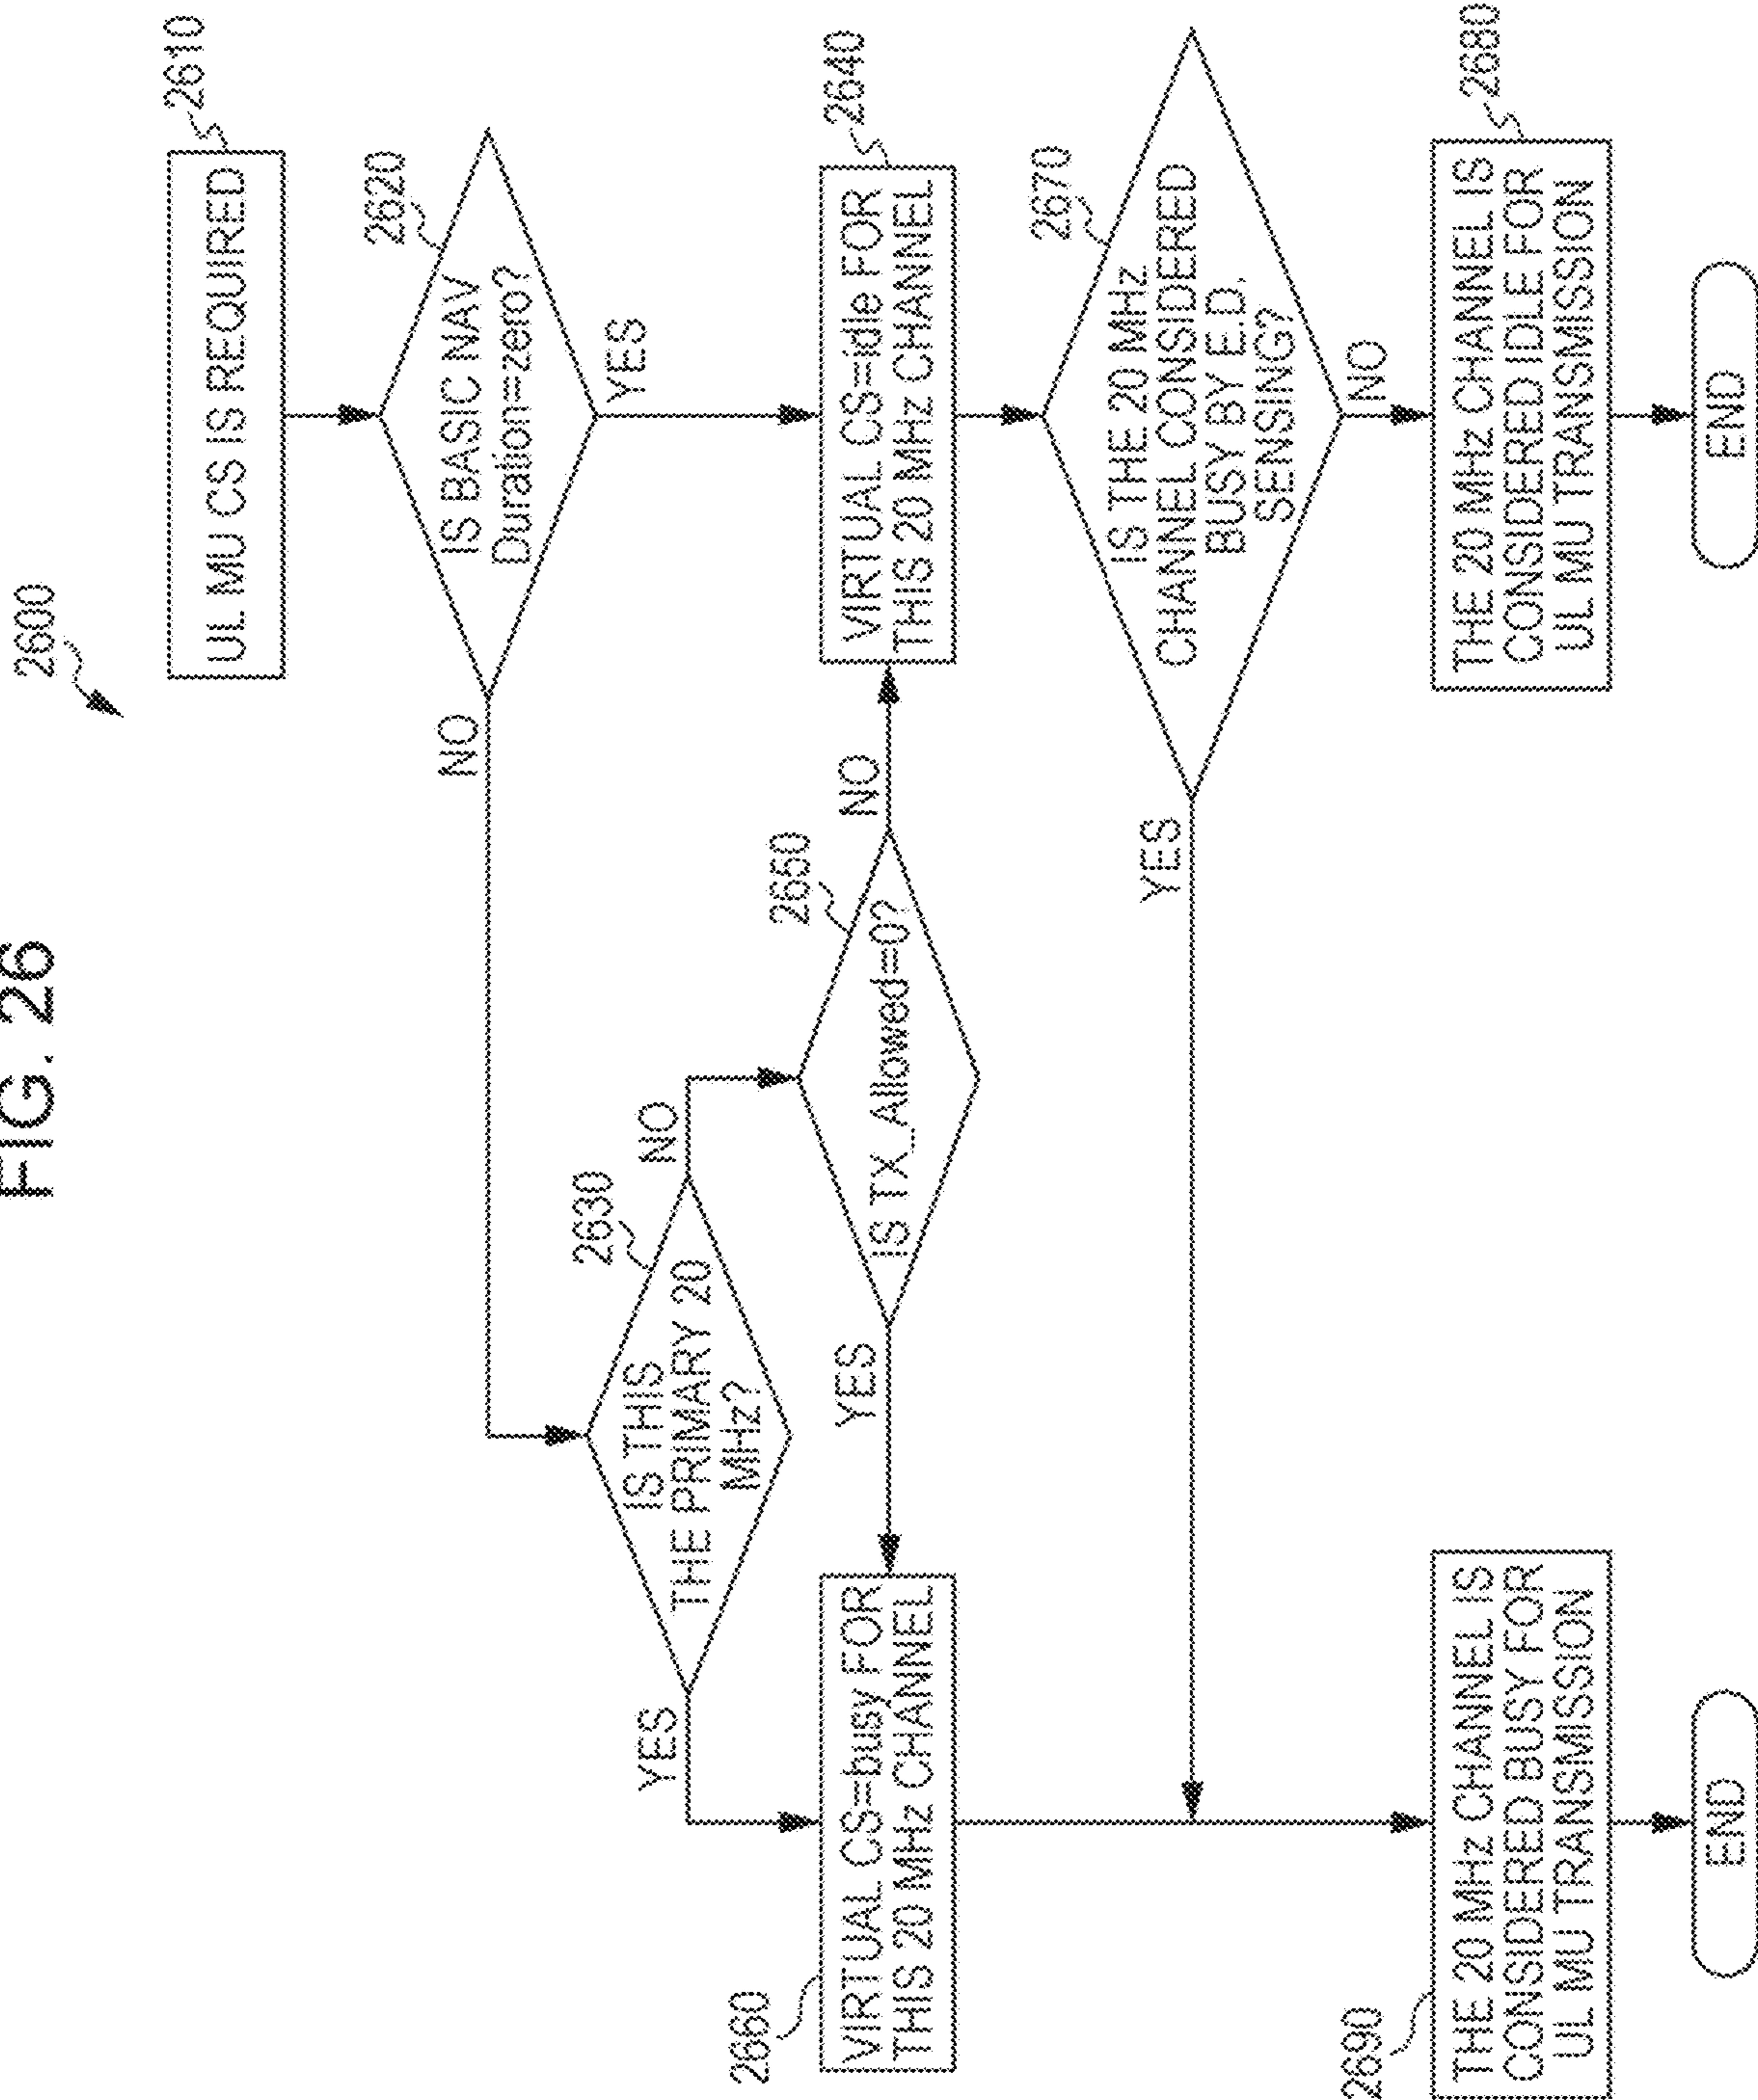 FIG. 26
2600
UL MU CS IS REQUIRED
2610
IS BASIC NAV
Duration=zero?
2620
NO
YES
IS THIS
THE PRIMARY 20
MHz?
2630
YES
NO
IS TX_Allowed=0?
2650
YES
NO
2660
VIRTUAL CS=busy FOR
THIS 20 MHz CHANNEL
VIRTUAL CS=idle FOR
THIS 20 MHz CHANNEL
2640
IS THE 20 MHz
CHANNEL CONSIDERED
BUSY BY E.D,
SENSING?
2670
YES
NO
2690
THE 20 MHz CHANNEL IS
CONSIDERED BUSY FOR
UL MU TRANSMISSION
THE 20 MHz CHANNEL IS
CONSIDERED IDLE FOR
UL MU TRANSMISSION
2680
END
END